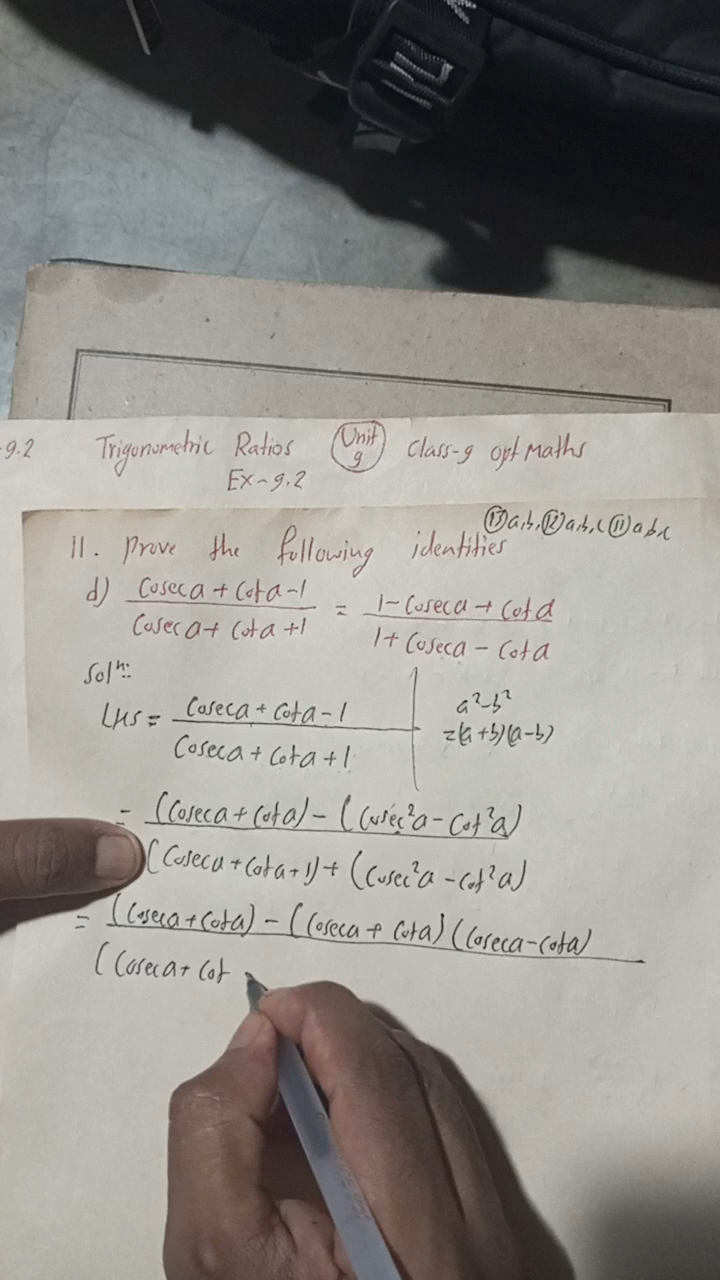 -9.2 Trigonometric Ratios Unit 9 Class-9 opt Maths
Ex-9.2
⑬a,b,⑫a,b,c⑪a,b,c
11. prove the following identities
d) (Coseca + Cota - 1)/(Coseca + Cota + 1) = (1 - Coseca + Cota)/(1 + Coseca - Cota)
Solⁿ:
LHS = (Coseca + Cota - 1)/(Coseca + Cota + 1)
a²-b²
=(a+b)(a-b)
= ((Coseca + Cota) - (Cosec²a - Cot²a))/((Coseca + Cota + 1) + (Cosec²a - Cot²a))
= (Coseca + Cota) - (Coseca + Cota) (Coseca - Cota)
(Coseca + Cot